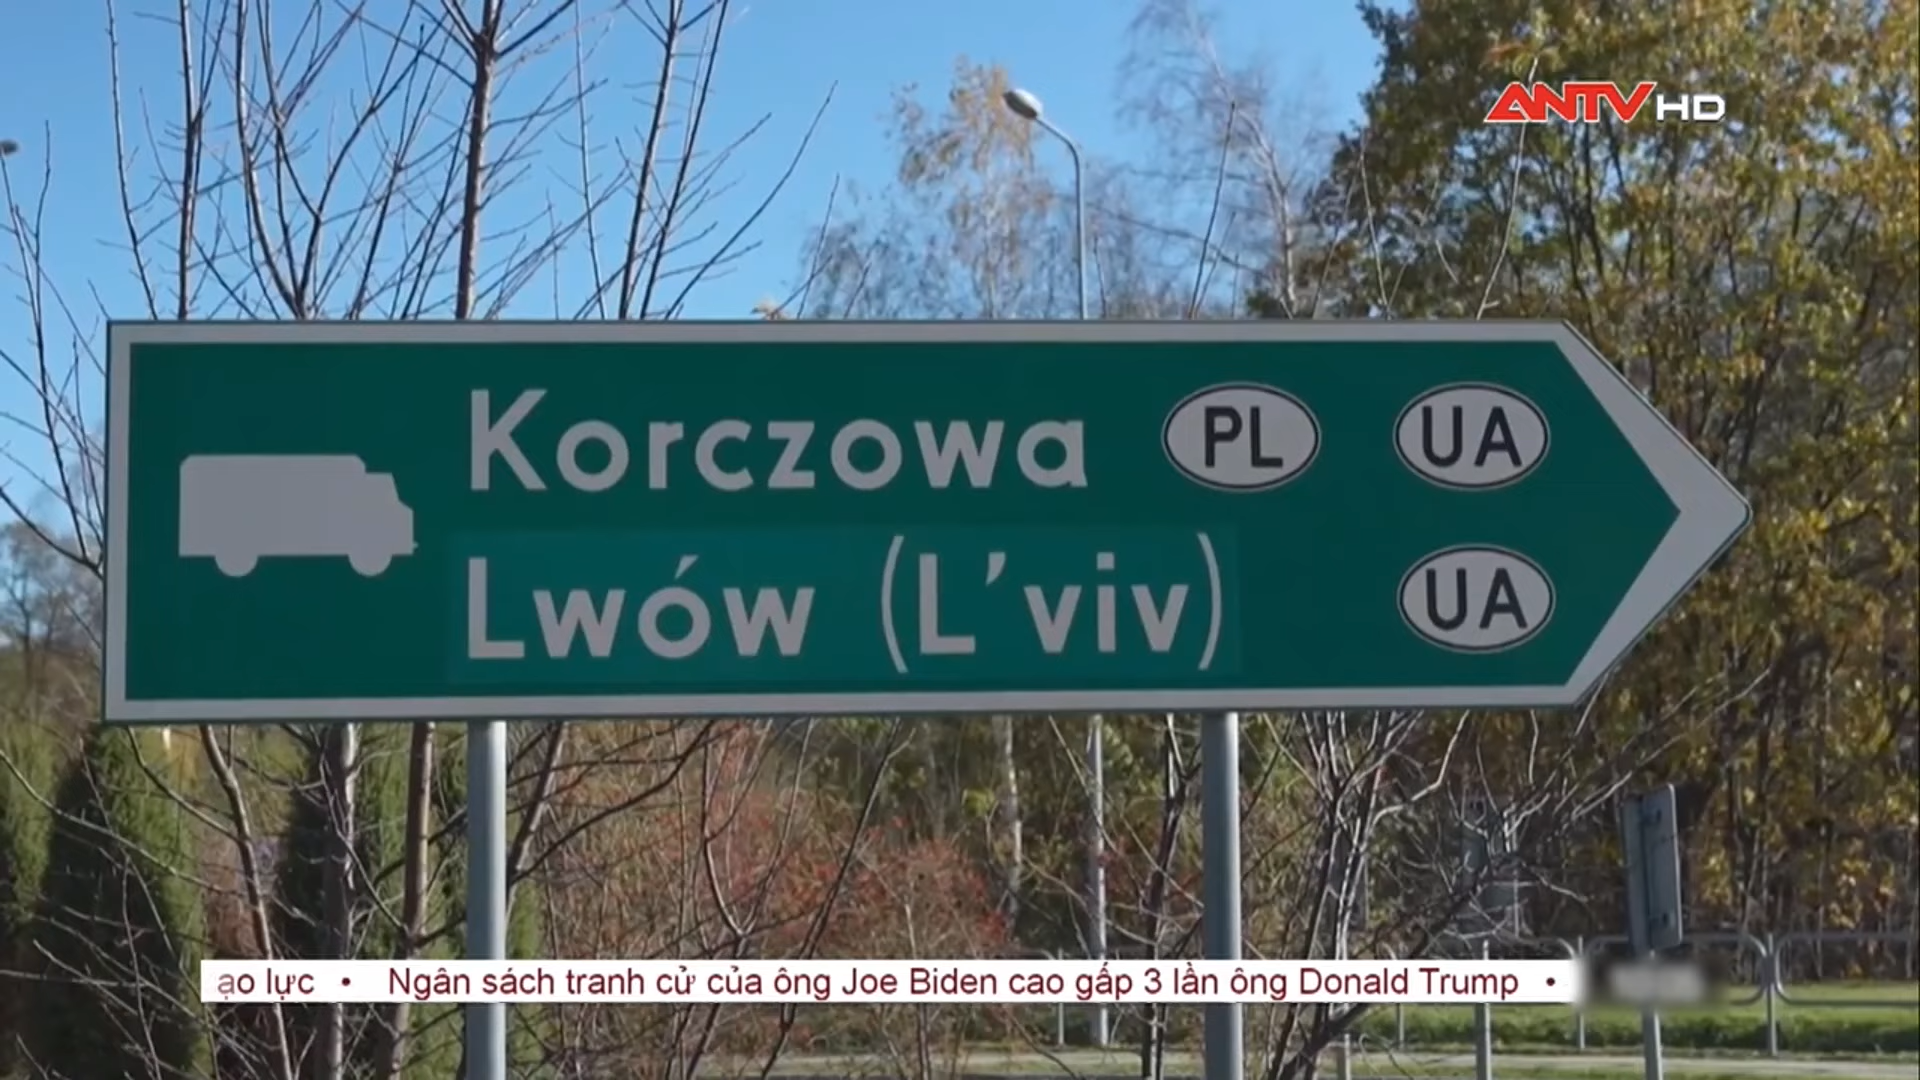 ANTV HD
Korczowa PL UA
Lwów (L'viv) UA
ạo lực • Ngân sách tranh cử của ông Joe Biden cao gấp 3 lần ông Donald Trump •